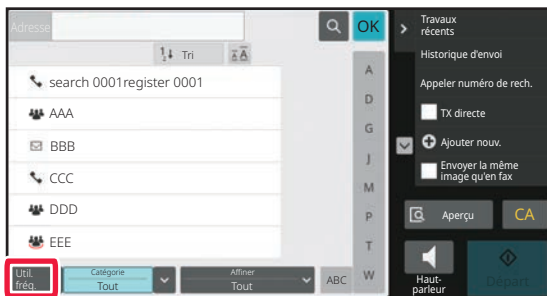 Adresse
OK
Tri
search 0001register 0001
AAA
BBB
CCC
DDD
EEE
A
D
G
J
M
P
T
W
Util.
fréq.
Catégorie
Tout
Affiner
Tout
ABC
Travaux
récents
Historique d'envoi
Appeler numéro de rech.
TX directe
Ajouter nouv.
Envoyer la même
image qu'en fax
Aperçu
CA
Haut-
parleur
Départ